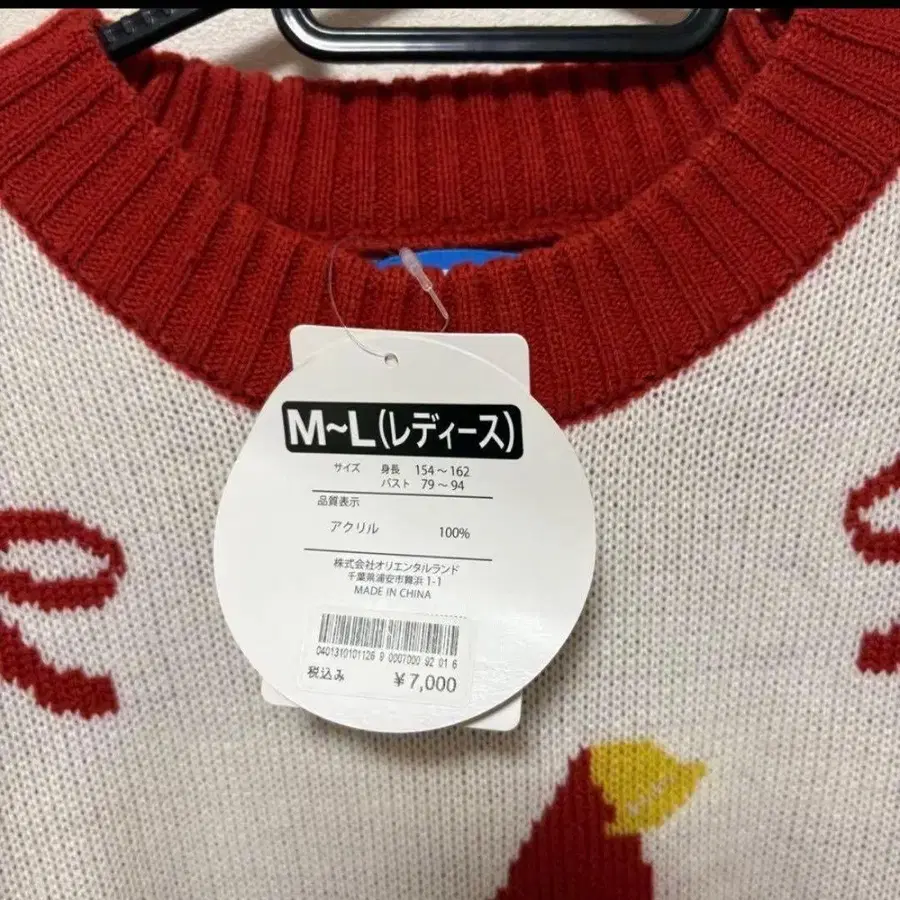 M~L(レディース)
サイズ 身長 154～162
バスト 79～94
品質表示
アクリル 100%
株式会社オリエンタルランド
千葉県浦安市舞浜 1-1
MADE IN CHINA
0401310101126 9 0007000 92 01 6
税込み ¥7,000